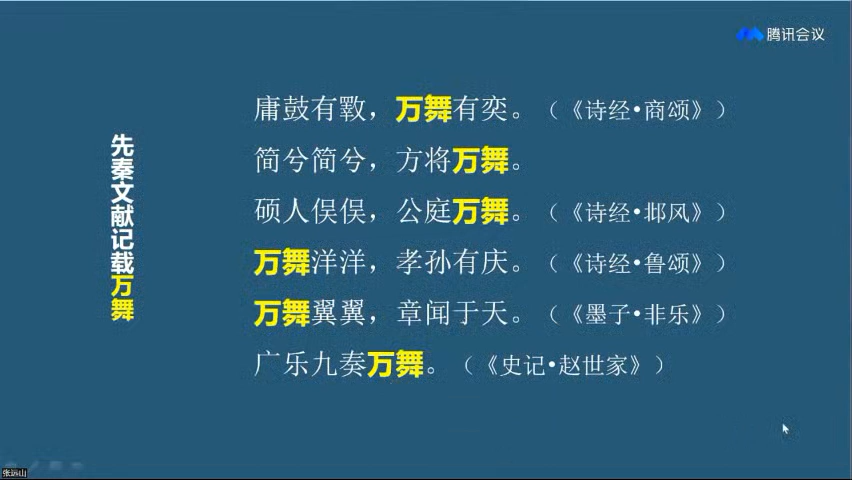 腾讯会议
先秦文献记载万舞
庸鼓有斁，万舞有奕。（《诗经•商颂》）
简兮简兮，方将万舞。
硕人俣俣，公庭万舞。（《诗经•邶风》）
万舞洋洋，孝孙有庆。（《诗经•鲁颂》）
万舞翼翼，章闻于天。（《墨子•非乐》）
广乐九奏万舞。（《史记•赵世家》）
张远山